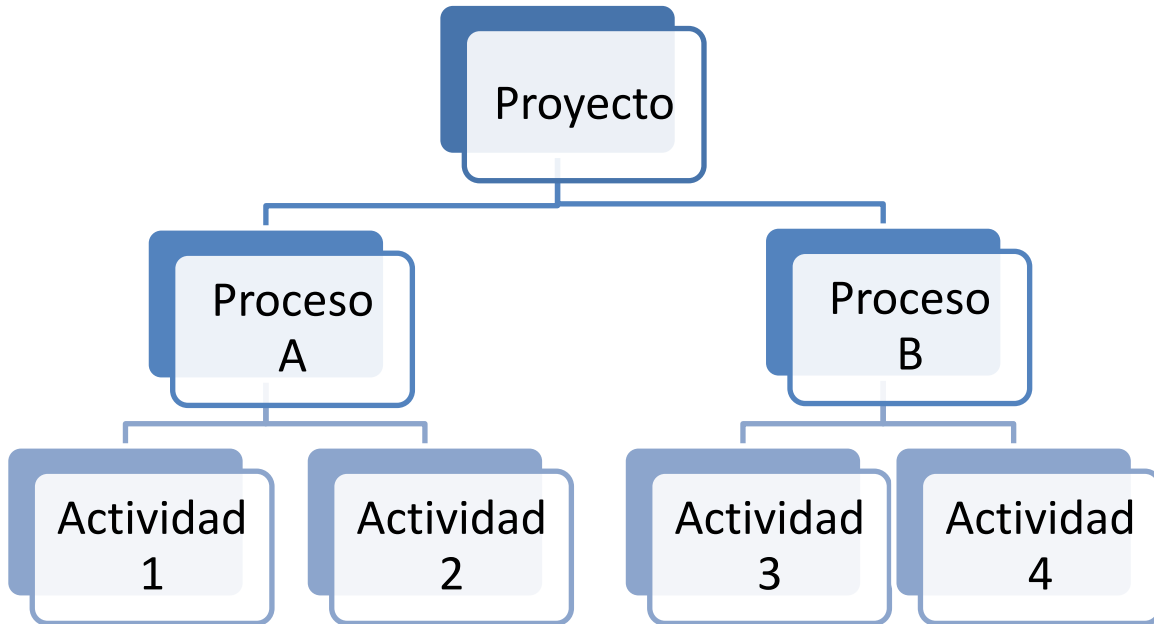 Proyecto
Proceso
A
Proceso
B
Actividad
1
Actividad
2
Actividad
3
Actividad
4